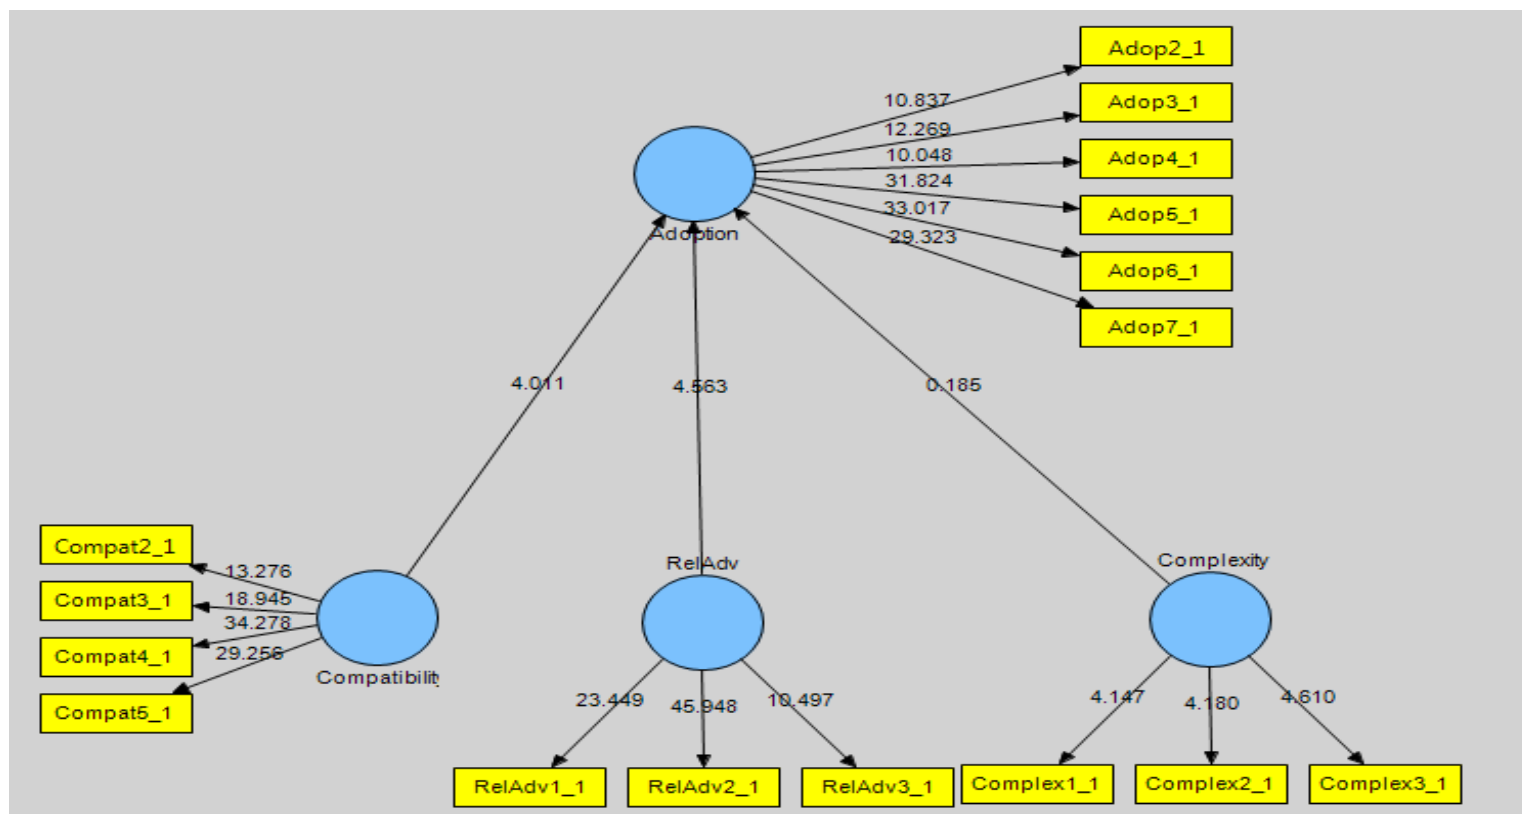 Adop2_1
10.837
Adop3_1
12.269
10.048
Adop4_1
31.824
33.017
Adop5_1
Adoption
29.323
Adop6_1
Adop7_1
4.011
4.563
0.185
Compat2_1
13.276
Compat3_1
18.945
34.278
Compat4_1
29.256
Compat5_1
Compatibility
RelAdv
Complexity
23.449
45.948
10.497
4.147
4.180
4.610
RelAdv1_1
RelAdv2_1
RelAdv3_1
Complex1_1
Complex2_1
Complex3_1